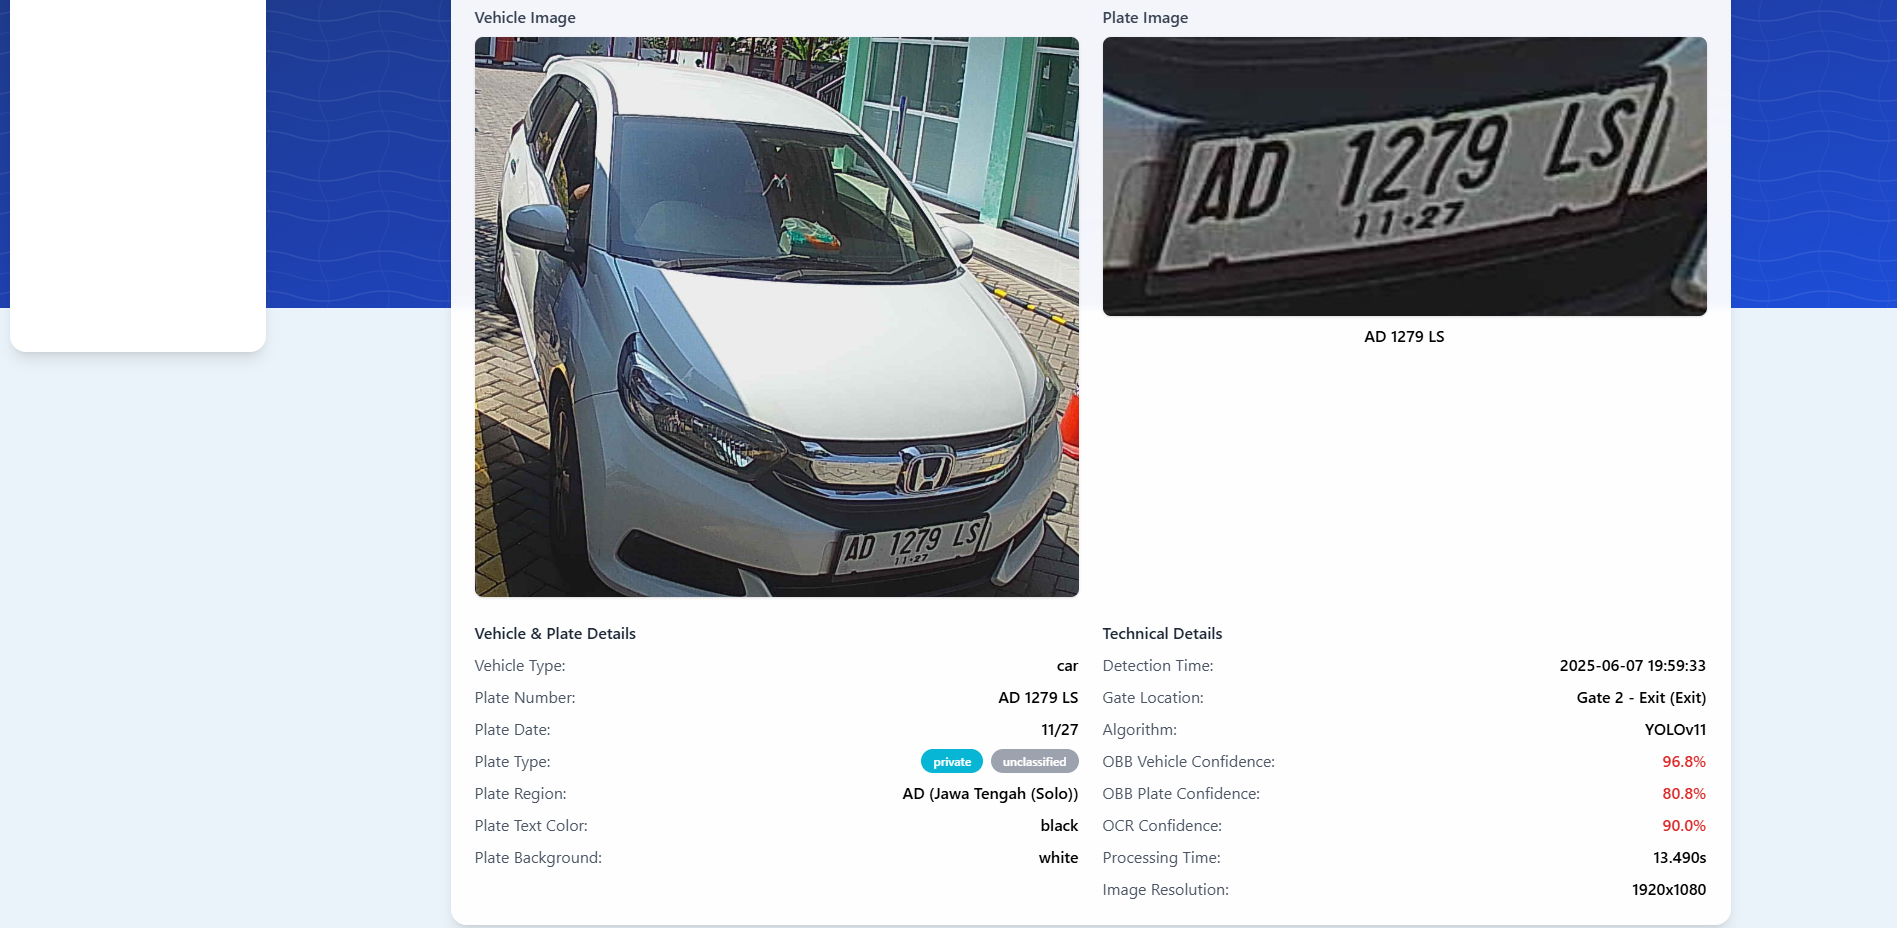 Vehicle Image
AD 1279 LS
11•27
Plate Image
AD 1279 LS
11•27
AD 1279 LS
Vehicle & Plate Details
Vehicle Type: car
Plate Number: AD 1279 LS
Plate Date: 11/27
Plate Type: private unclassified
Plate Region: AD (Jawa Tengah (Solo))
Plate Text Color: black
Plate Background: white
Technical Details
Detection Time: 2025-06-07 19:59:33
Gate Location: Gate 2 - Exit (Exit)
Algorithm: YOLOv11
OBB Vehicle Confidence: 96.8%
OBB Plate Confidence: 80.8%
OCR Confidence: 90.0%
Processing Time: 13.490s
Image Resolution: 1920x1080